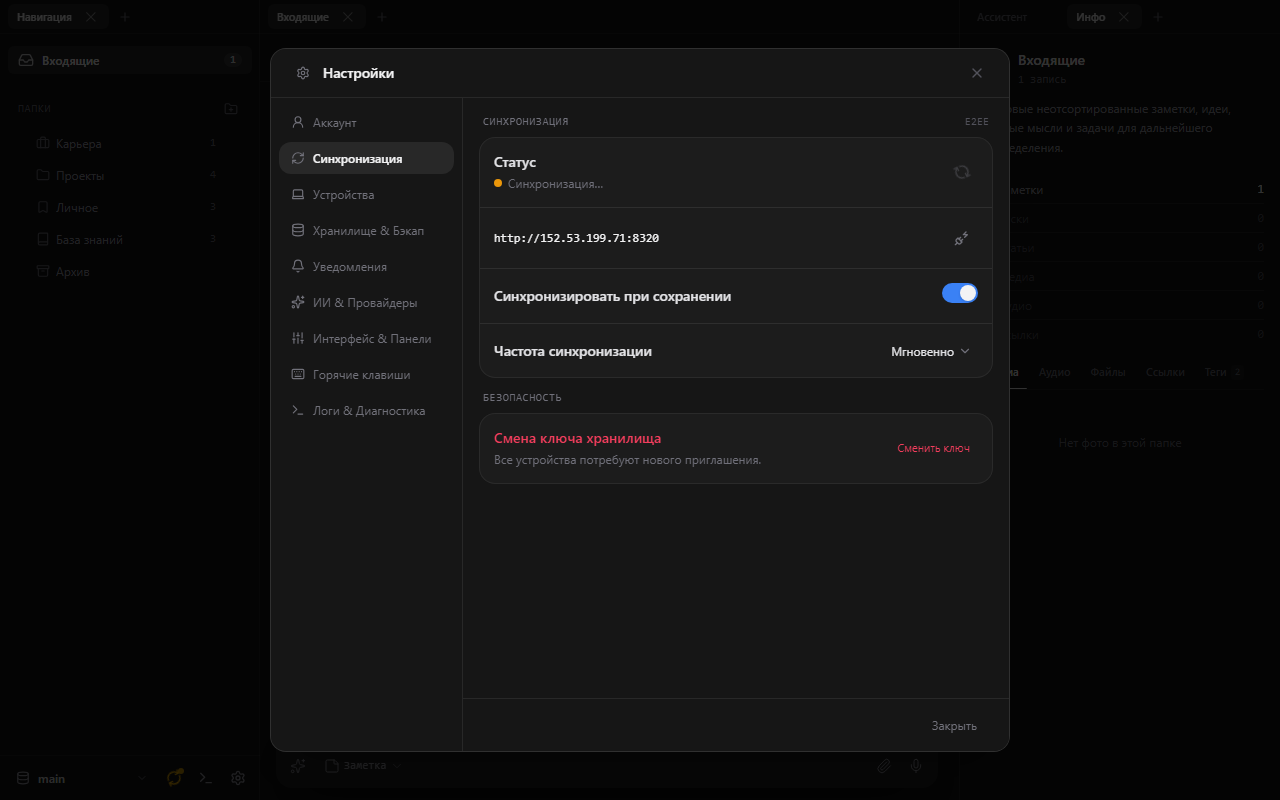 Навигация
Входящие
Ассистент
Инфо
Входящие
1
ПАПКИ
Карьера
1
Проекты
4
Личное
3
База знаний
3
Архив
main
Настройки
Аккаунт
Синхронизация
Устройства
Хранилище & Бэкап
Уведомления
ИИ & Провайдеры
Интерфейс & Панели
Горячие клавиши
Логи & Диагностика
СИНХРОНИЗАЦИЯ
E2EE
Статус
Синхронизация...
http://152.53.199.71:8320
Синхронизировать при сохранении
Частота синхронизации
Мгновенно
БЕЗОПАСНОСТЬ
Смена ключа хранилища
Все устройства потребуют нового приглашения.
Сменить ключ
Закрыть
Заметка
Входящие
1 запись
неотсортированные заметки, идеи,
мысли и задачи для дальнейшего
1
0
0
0
0
0
Аудио
Файлы
Ссылки
Теги
2
Нет фото в этой папке